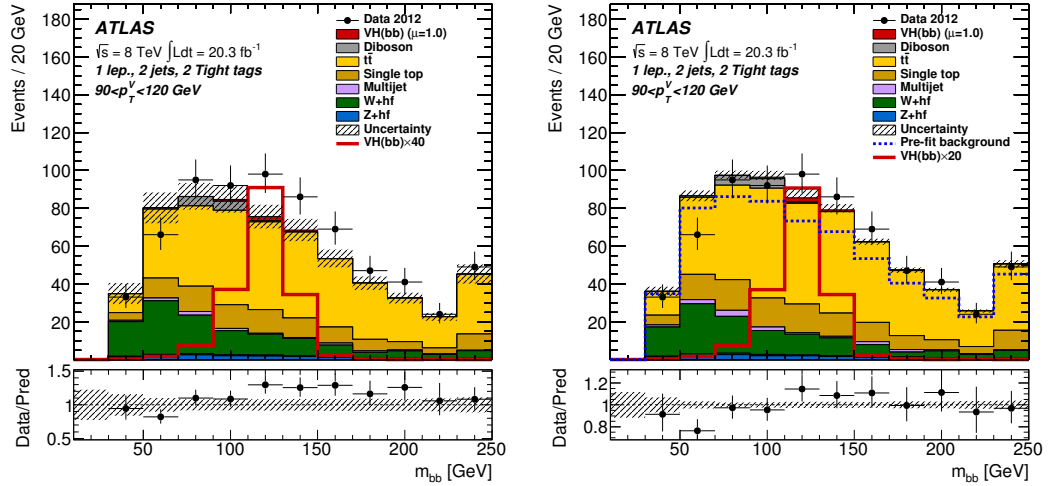 Events / 20 GeV
180
160
140
120
100
80
60
40
20
ATLAS
√s = 8 TeV ∫Ldt = 20.3 fb⁻¹
1 lep., 2 jets, 2 Tight tags
90<p_T^V<120 GeV
Data 2012
VH(bb) (μ=1.0)
Diboson
tt̄
Single top
Multijet
W+hf
Z+hf
Uncertainty
VH(bb)×40
Data/Pred
1.5
1
0.5
50 100 150 200 250
m_bb [GeV]
Events / 20 GeV
180
160
140
120
100
80
60
40
20
ATLAS
√s = 8 TeV ∫Ldt = 20.3 fb⁻¹
1 lep., 2 jets, 2 Tight tags
90<p_T^V<120 GeV
Data 2012
VH(bb) (μ=1.0)
Diboson
tt̄
Single top
Multijet
W+hf
Z+hf
Uncertainty
Pre-fit background
VH(bb)×20
Data/Pred
1.2
1
0.8
50 100 150 200 250
m_bb [GeV]